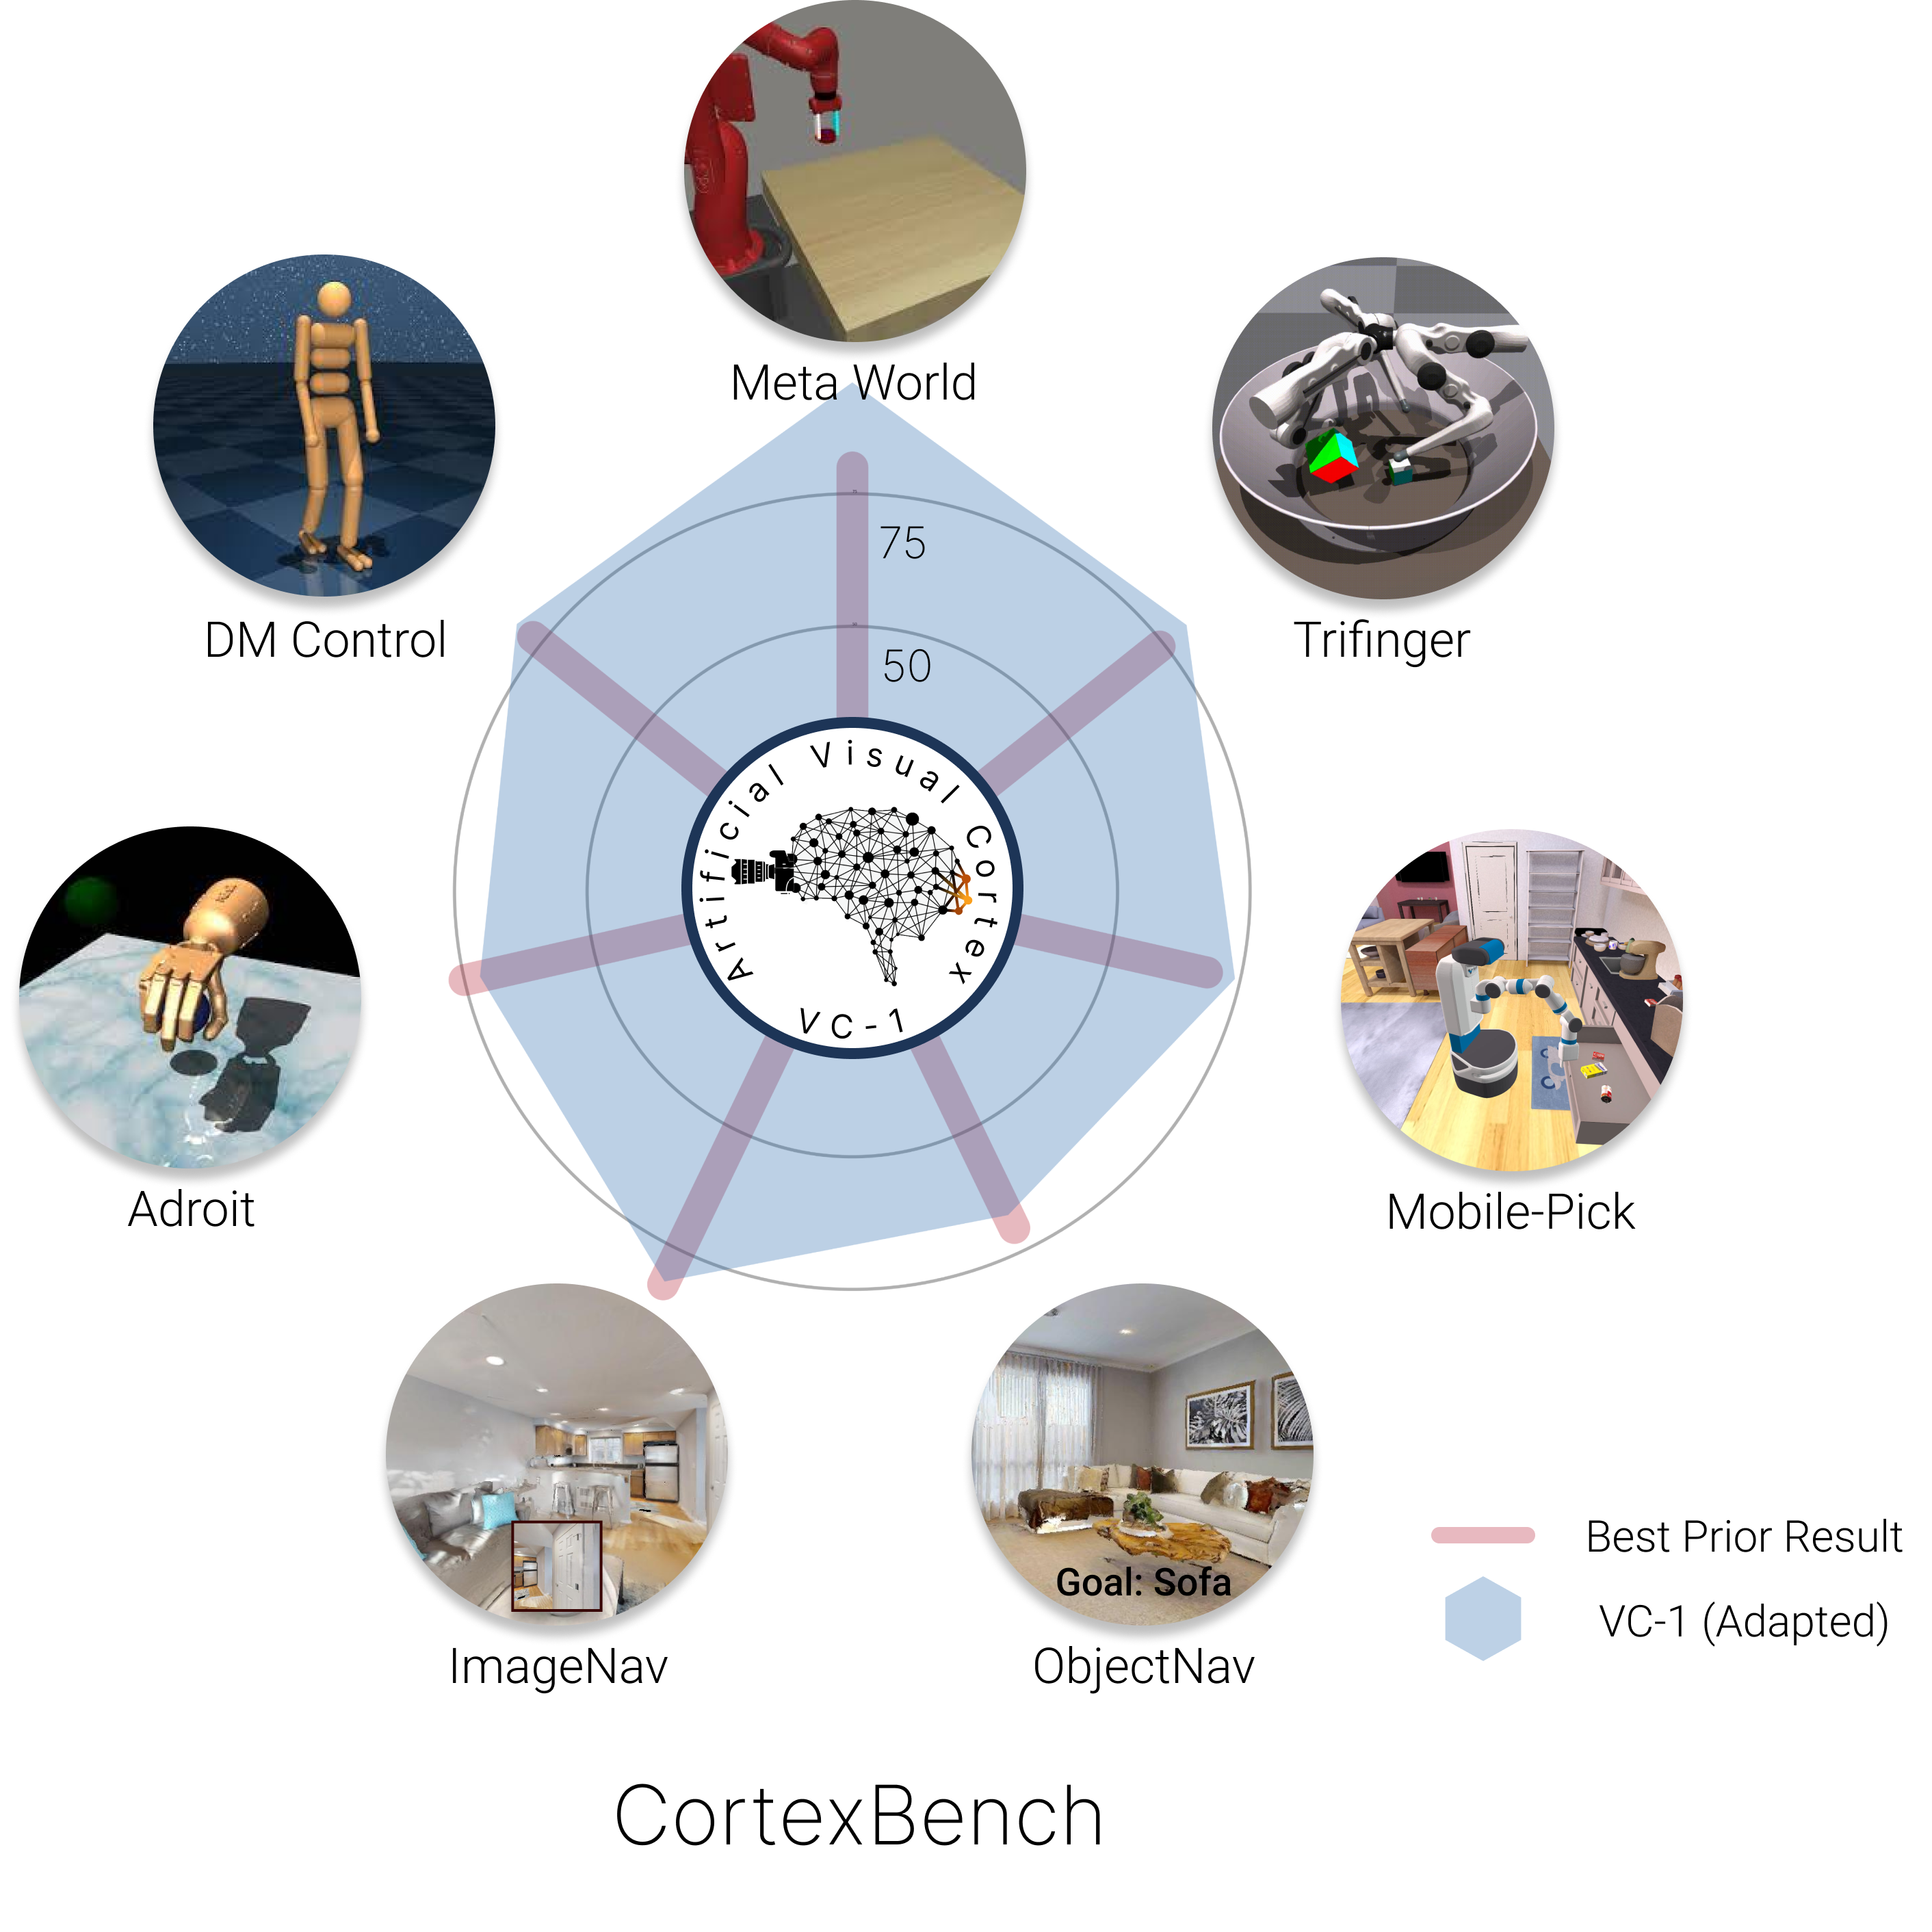 Meta World
DM Control
Trifinger
75
50
Artificial Visual Cortex
VC-1
Adroit
Mobile-Pick
Goal: Sofa
ImageNav
ObjectNav
Best Prior Result
VC-1 (Adapted)
CortexBench